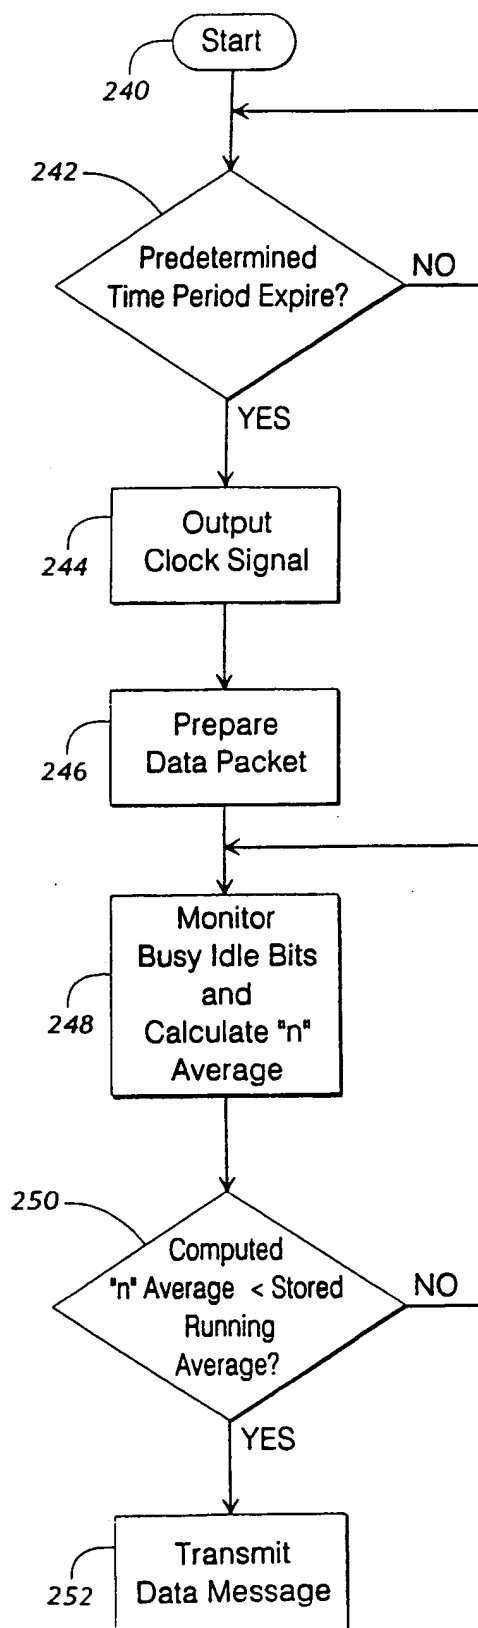 Start
240
242
Predetermined
Time Period Expire?
NO
YES
Output
Clock Signal
244
Prepare
Data Packet
246
Monitor
Busy Idle Bits
and
Calculate "n"
Average
248
250
Computed
"n" Average < Stored
Running
Average?
NO
YES
Transmit
Data Message
252